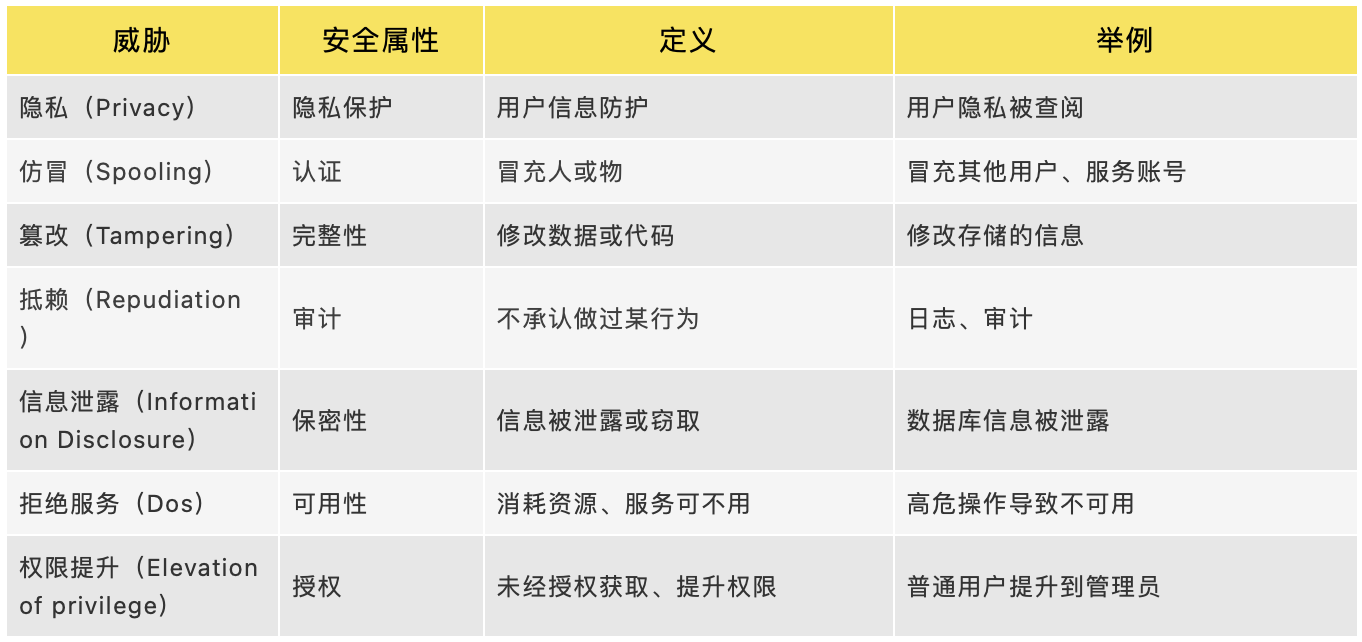 威胁 安全属性 定义 举例
隐私（Privacy） 隐私保护 用户信息防护 用户隐私被查阅
仿冒（Spooling） 认证 冒充人或物 冒充其他用户、服务账号
篡改（Tampering） 完整性 修改数据或代码 修改存储的信息
抵赖（Repudiation
） 审计 不承认做过某行为 日志、审计
信息泄露（Informati
on Disclosure） 保密性 信息被泄露或窃取 数据库信息被泄露
拒绝服务（Dos） 可用性 消耗资源、服务可不用 高危操作导致不可用
权限提升（Elevation
of privilege） 授权 未经授权获取、提升权限 普通用户提升到管理员